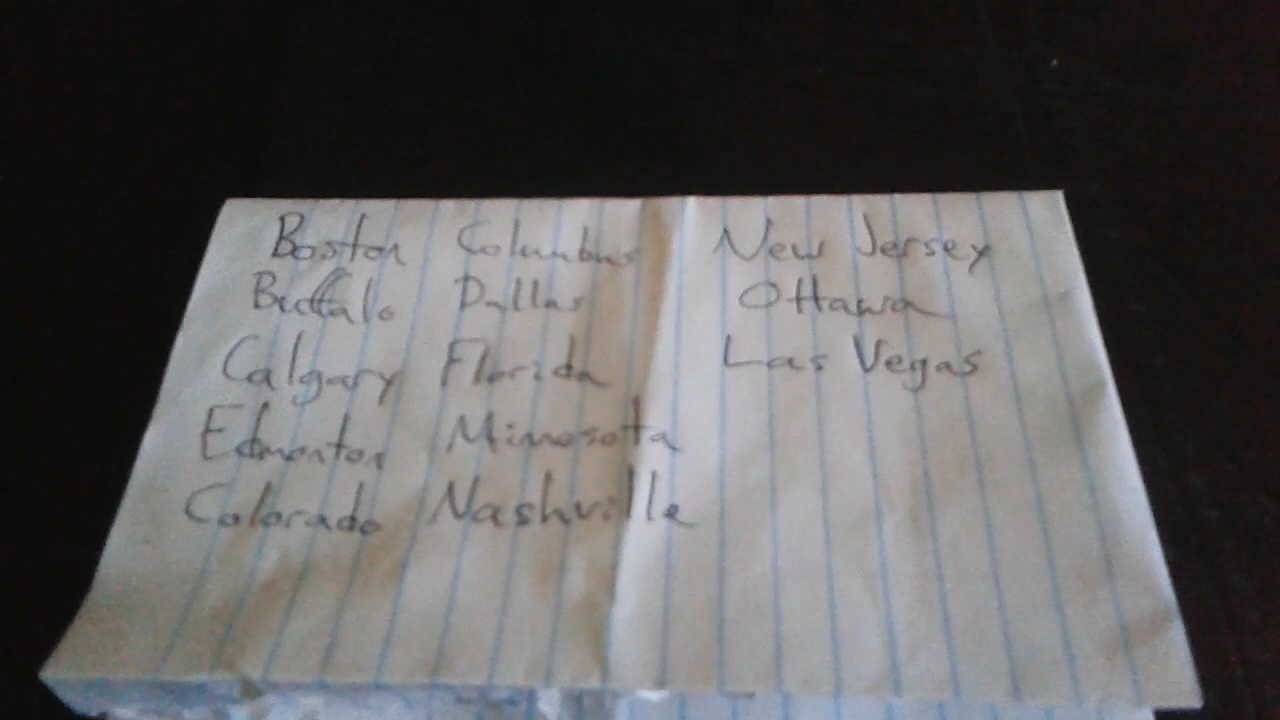 Boston Columbus New Jersey
Buffalo Dallas Ottawa
Calgary Florida Las Vegas
Edmonton Minnesota
Colorado Nashville